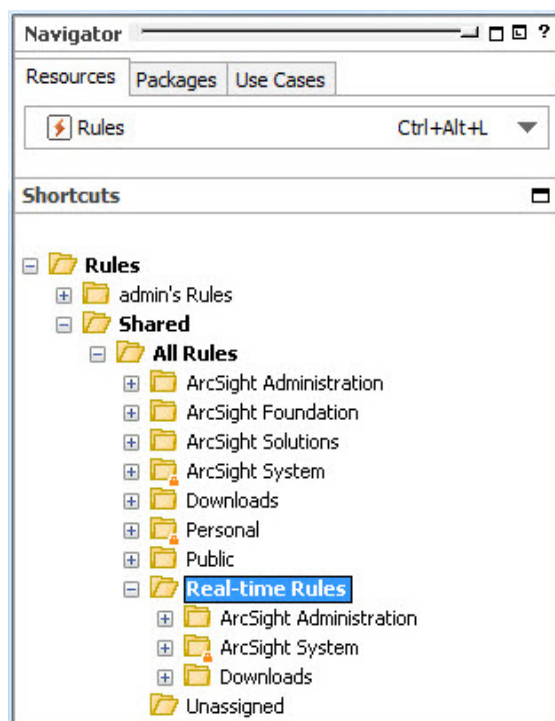 Navigator ?
Resources Packages Use Cases
Rules Ctrl+Alt+L
Shortcuts
Rules
admin's Rules
Shared
All Rules
ArcSight Administration
ArcSight Foundation
ArcSight Solutions
ArcSight System
Downloads
Personal
Public
Real-time Rules
ArcSight Administration
ArcSight System
Downloads
Unassigned